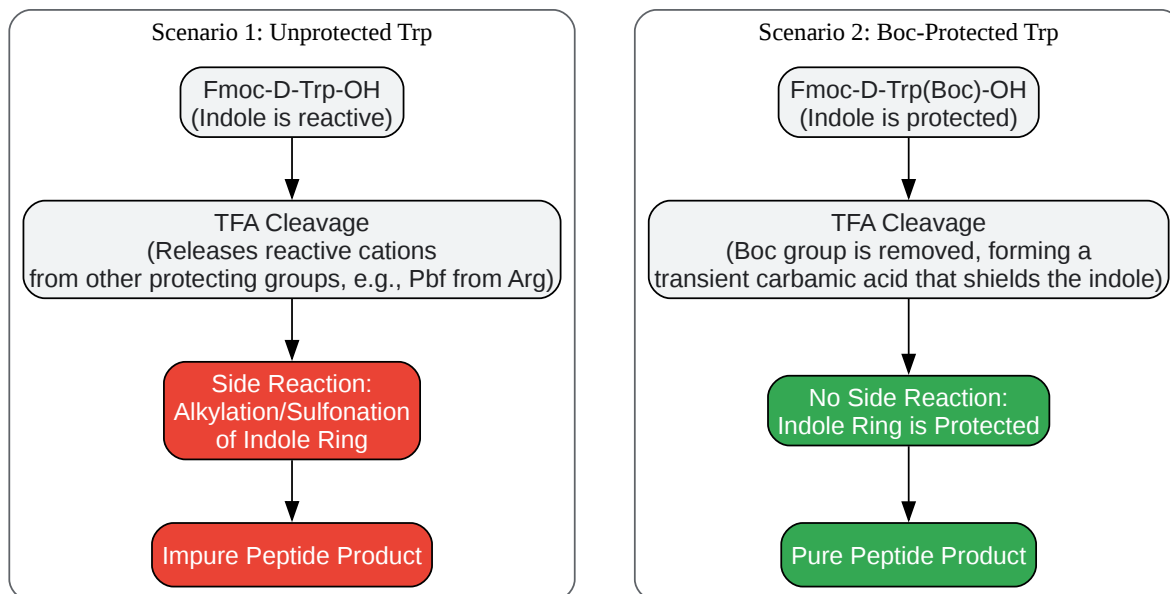 Scenario 1: Unprotected Trp
Fmoc-D-Trp-OH
(Indole is reactive)
TFA Cleavage
(Releases reactive cations
from other protecting groups, e.g., Pbf from Arg)
Side Reaction:
Alkylation/Sulfonation
of Indole Ring
Impure Peptide Product
Scenario 2: Boc-Protected Trp
Fmoc-D-Trp(Boc)-OH
(Indole is protected)
TFA Cleavage
(Boc group is removed, forming a
transient carbamic acid that shields the indole)
No Side Reaction:
Indole Ring is Protected
Pure Peptide Product